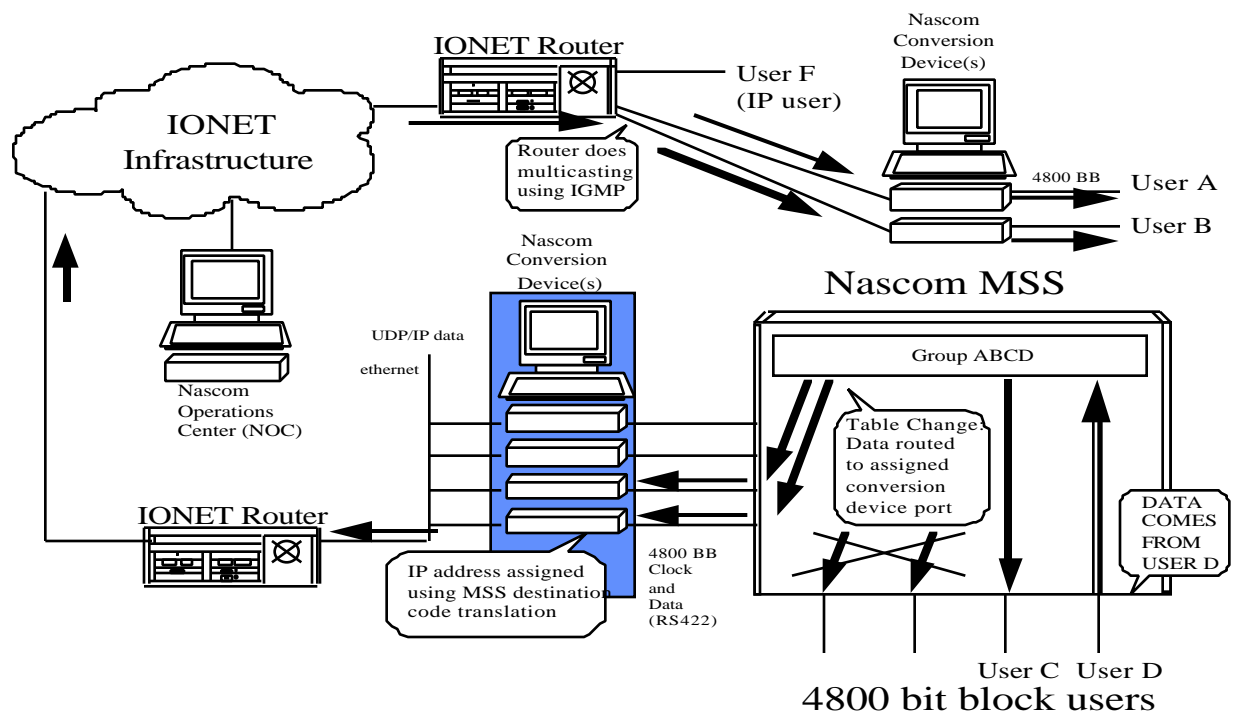 IONET Router
Nascom
Conversion
Device(s)
User F
(IP user)
IONET
Infrastructure
Router does
multicasting
using IGMP
4800 BB
User A
User B
Nascom
Conversion
Device(s)
Nascom MSS
UDP/IP data
ethernet
Group ABCD
Nascom
Operations
Center (NOC)
Table Change:
Data routed
to assigned
conversion
device port
IONET Router
DATA
COMES
FROM
USER D
IP address assigned
using MSS destination
code translation
4800 BB
Clock
and
Data
(RS422)
User C
User D
4800 bit block users